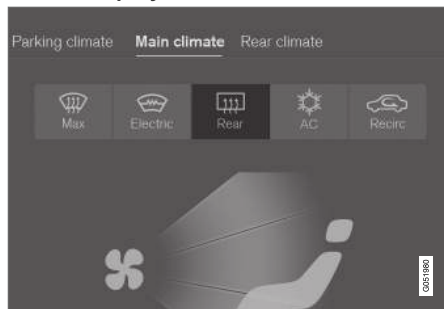 Parking climate Main climate Rear climate
Max Electric Rear AC Recirc
G051980